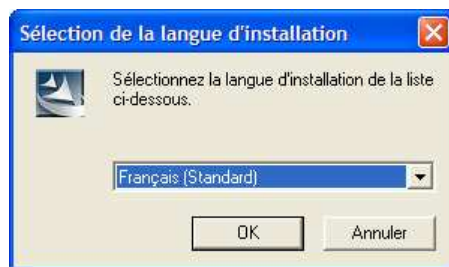 Sélection de la langue d'installation
Sélectionnez la langue d'installation de la liste
ci-dessous.
Français (Standard)
OK
Annuler